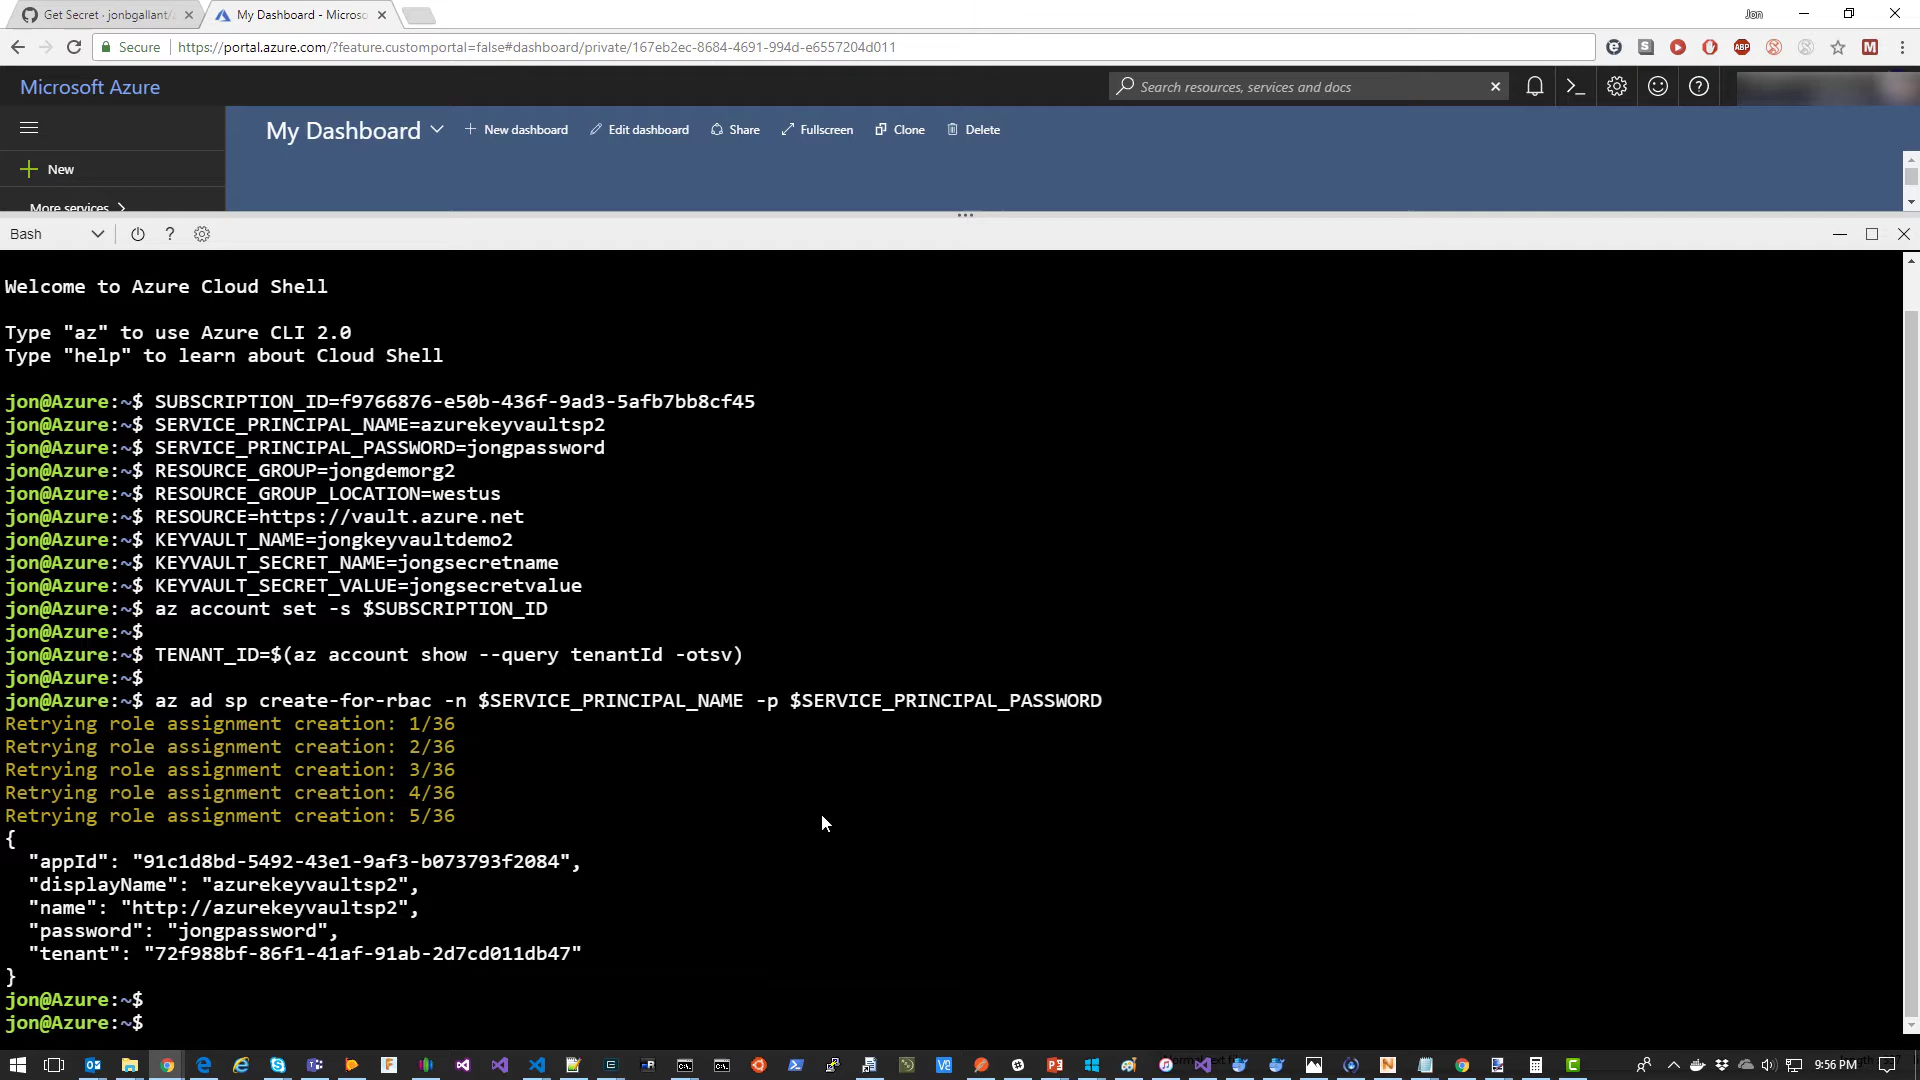 Get Secret · jonbgallant/
My Dashboard - Micros
Jon
Secure
https://portal.azure.com/?feature.customportal=false#dashboard/private/167eb2ec-8684-4691-994d-e6557204d011
Microsoft Azure
Search resources, services and docs
My Dashboard
New dashboard
Edit dashboard
Share
Fullscreen
Clone
Delete
New
More services
Bash
Welcome to Azure Cloud Shell
Type "az" to use Azure CLI 2.0
Type "help" to learn about Cloud Shell
jon@Azure:~$ SUBSCRIPTION_ID=f9766876-e50b-436f-9ad3-5afb7bb8cf45
jon@Azure:~$ SERVICE_PRINCIPAL_NAME=azurekeyvaultsp2
jon@Azure:~$ SERVICE_PRINCIPAL_PASSWORD=jongpassword
jon@Azure:~$ RESOURCE_GROUP=jongdemorg2
jon@Azure:~$ RESOURCE_GROUP_LOCATION=westus
jon@Azure:~$ RESOURCE=https://vault.azure.net
jon@Azure:~$ KEYVAULT_NAME=jongkeyvaultdemo2
jon@Azure:~$ KEYVAULT_SECRET_NAME=jongsecretname
jon@Azure:~$ KEYVAULT_SECRET_VALUE=jongsecretvalue
jon@Azure:~$ az account set -s $SUBSCRIPTION_ID
jon@Azure:~$
jon@Azure:~$ TENANT_ID=$(az account show --query tenantId -otsv)
jon@Azure:~$
jon@Azure:~$ az ad sp create-for-rbac -n $SERVICE_PRINCIPAL_NAME -p $SERVICE_PRINCIPAL_PASSWORD
Retrying role assignment creation: 1/36
Retrying role assignment creation: 2/36
Retrying role assignment creation: 3/36
Retrying role assignment creation: 4/36
Retrying role assignment creation: 5/36
{
"appId": "91c1d8bd-5492-43e1-9af3-b073793f2084",
"displayName": "azurekeyvaultsp2",
"name": "http://azurekeyvaultsp2",
"password": "jongpassword",
"tenant": "72f988bf-86f1-41af-91ab-2d7cd011db47"
}
jon@Azure:~$
jon@Azure:~$
9:56 PM